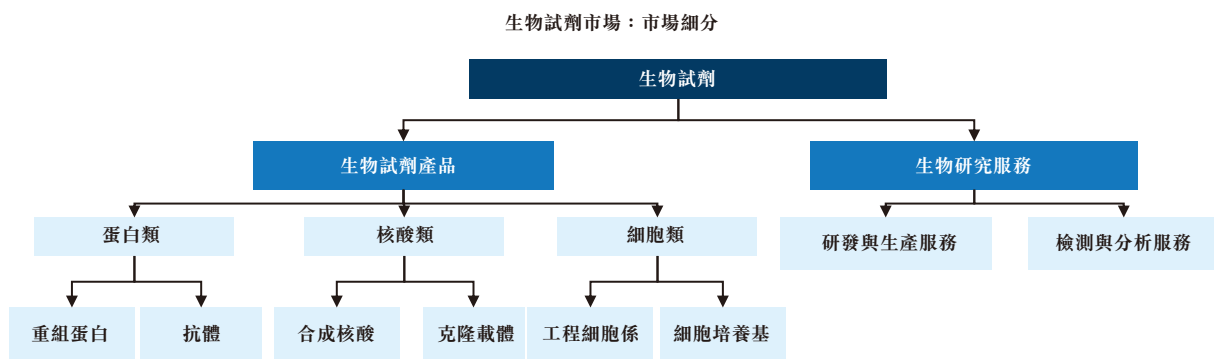 生物試劑市場：市場細分
生物試劑
生物試劑產品
生物研究服務
蛋白類
核酸類
細胞類
研發與生產服務
檢測與分析服務
重組蛋白
抗體
合成核酸
克隆載體
工程細胞係
細胞培養基